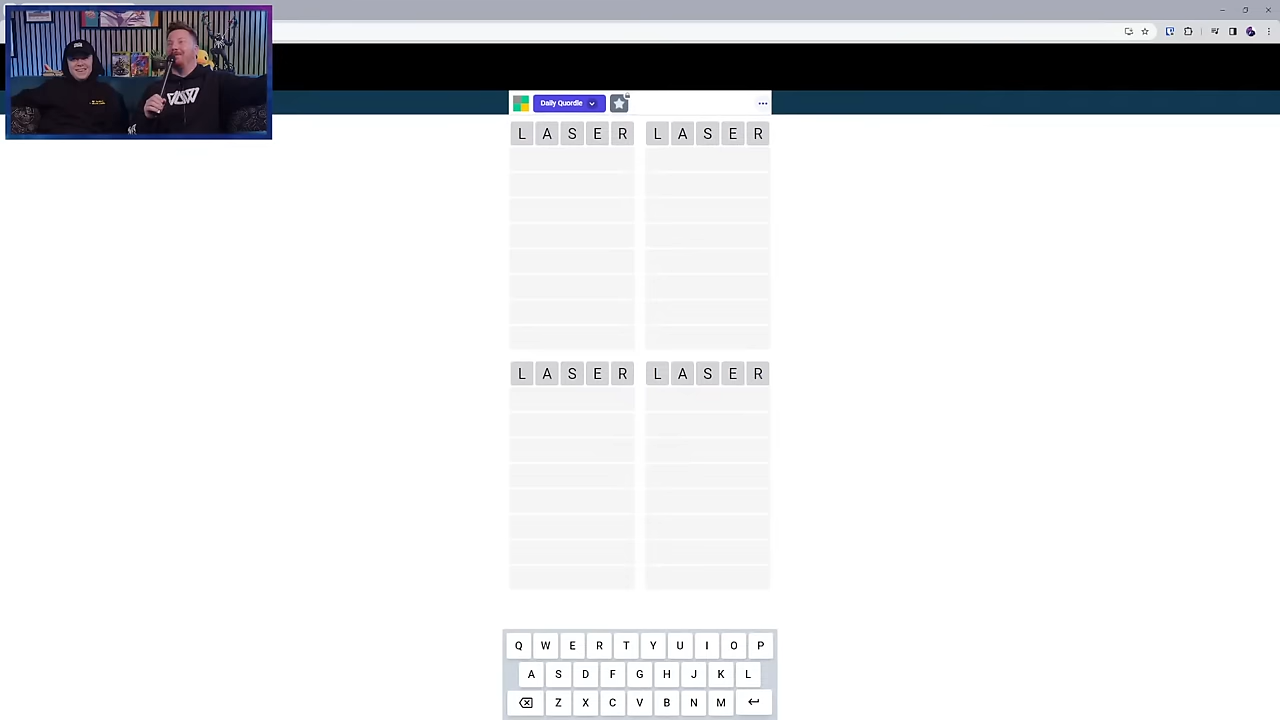 Daily Quordle
L A S E R L A S E R
L A S E R L A S E R
Q W E R T Y U I O P
A S D F G H J K L
Z X C V B N M